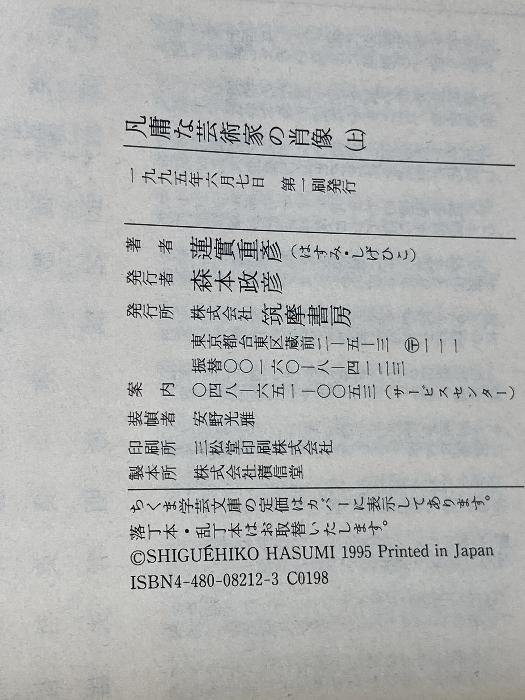 凡庸な芸術家の肖像(上)
一九九五年六月七日 第一刷発行
著者 蓮實重彥(はすみ・しげひこ)
発行者 森本政彦
発行所 株式会社 筑摩書房
東京都台東区蔵前二―五―三 〶一一一
振替〇〇一六〇―八―四一二三
案内 〇四八―六五一―〇〇五三(サービスセンター)
装幀者 安野光雅
印刷所 三松堂印刷株式会社
製本所 株式会社積信堂
ちくま学芸文庫の定価はカバーに表示してあります。
落丁本・乱丁本はお取替いたします。
©SHIGUÉHIKO HASUMI 1995 Printed in Japan
ISBN4-480-08212-3 C0198